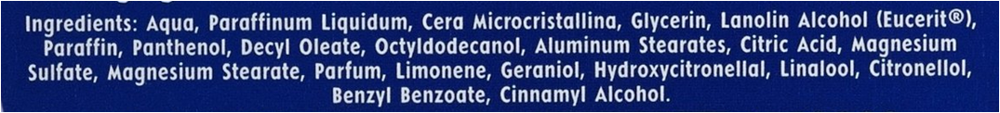 Ingredients: Aqua, Paraffinum Liquidum, Cera Microcristallina, Glycerin, Lanolin Alcohol (Eucerit®),
Paraffin, Panthenol, Decyl Oleate, Octyldodecanol, Aluminum Stearates, Citric Acid, Magnesium
Sulfate, Magnesium Stearate, Parfum, Limonene, Geraniol, Hydroxycitronellal, Linalool, Citronellol,
Benzyl Benzoate, Cinnamyl Alcohol.